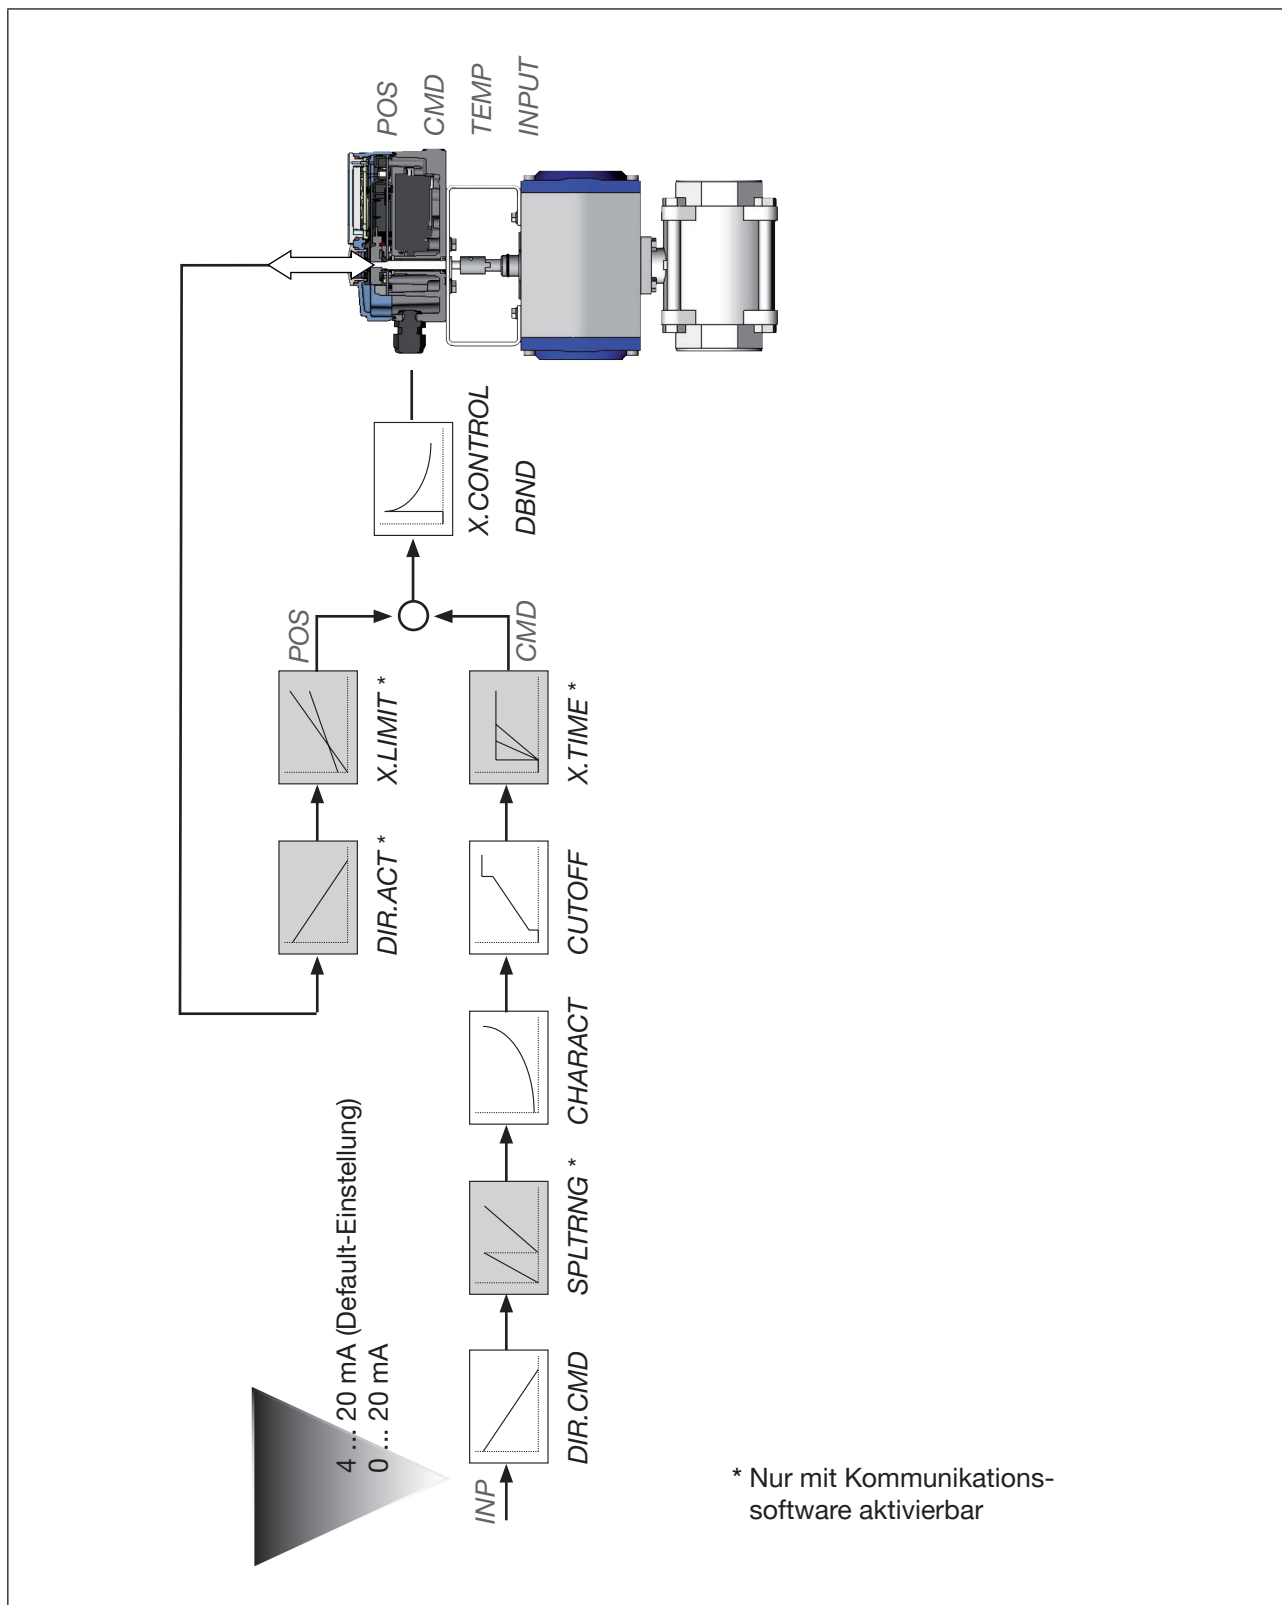 POS
CMD
TEMP
INPUT
X.CONTROL
DBND
POS
CMD
X.LIMIT *
X.TIME *
DIR.ACT *
CUTOFF
CHARACT
SPLTRNG *
DIR.CMD
INP
4 ... 20 mA (Default-Einstellung)
0 ... 20 mA
* Nur mit Kommunikations-
software aktivierbar